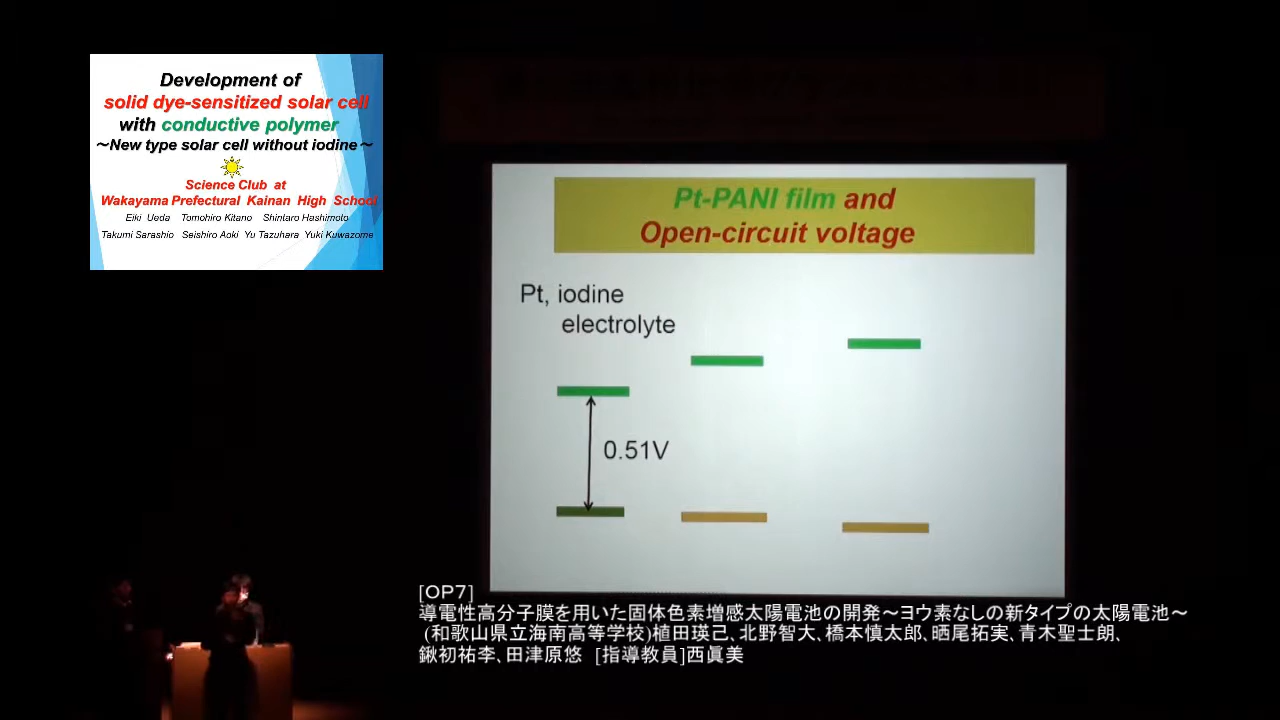 Development of
solid dye-sensitized solar cell
with conductive polymer
～New type solar cell without iodine～
Science Club at
Wakayama Prefectural Kainan High School
Eiki Ueda Tomohiro Kitano Shintaro Hashimoto
Takumi Sarashio Seishiro Aoki Yu Tazuhara Yuki Kuwazome
Pt-PANI film and
Open-circuit voltage
Pt, iodine
electrolyte
0.51V
[OP7]
導電性高分子膜を用いた固体色素増感太陽電池の開発～ヨウ素なしの新タイプの太陽電池～
(和歌山県立海南高等学校)植田瑛己、北野智大、橋本慎太郎、晒尾拓実、青木聖士朗、
鍬初祐李、田津原悠 [指導教員]西眞美